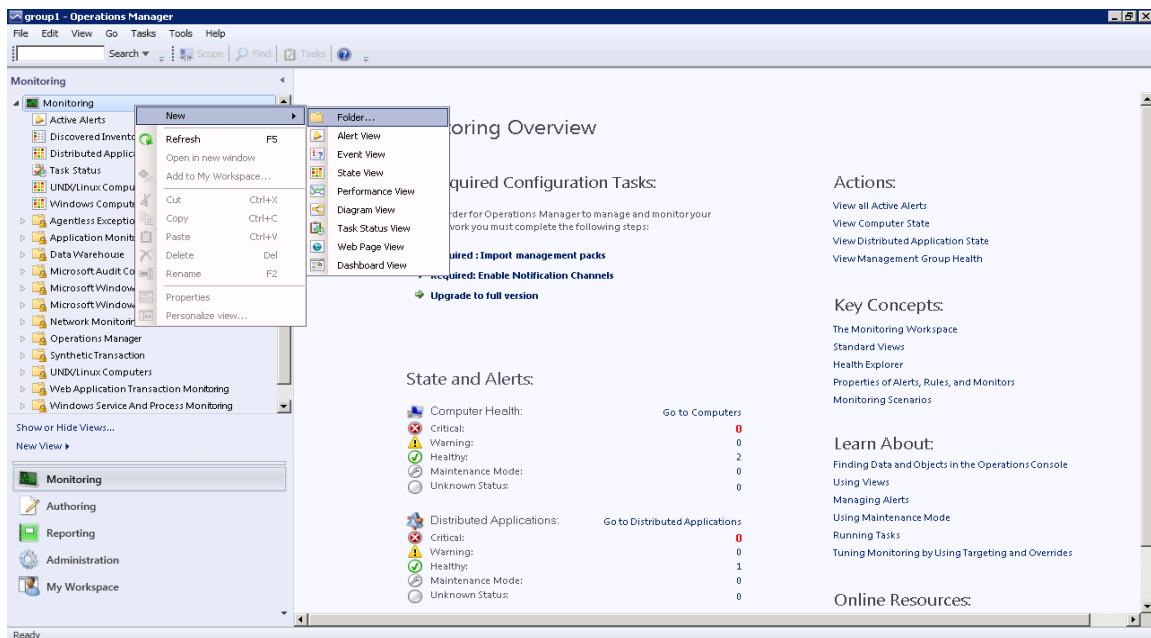 group1 - Operations Manager
File Edit View Go Tasks Tools Help
Search Scope Find Tasks
Monitoring
Monitoring
Active Alerts
Discovered Invento
Distributed Applic
Task Status
UNIX/Linux Compu
Windows Compute
Agentless Exceptio
Application Monito
Data Warehouse
Microsoft Audit Co
Microsoft Window
Microsoft Window
Network Monitorin
Operations Manager
Synthetic Transaction
UNIX/Linux Computers
Web Application Transaction Monitoring
Windows Service And Process Monitoring
Show or Hide Views...
New View
Monitoring
Authoring
Reporting
Administration
My Workspace
New
Refresh F5
Open in new window
Add to My Workspace...
Cut Ctrl+X
Copy Ctrl+C
Paste Ctrl+V
Delete Del
Rename F2
Properties
Personalize view...
Folder...
Alert View
Event View
State View
Performance View
Diagram View
Task Status View
Web Page View
Dashboard View
toring Overview
quired Configuration Tasks:
rder for Operations Manager to manage and monitor your
work you must complete the following steps:
quired : Import management packs
Required: Enable Notification Channels
Upgrade to full version
State and Alerts:
Computer Health: Go to Computers
Critical: 0
Warning: 0
Healthy: 2
Maintenance Mode: 0
Unknown Status: 0
Distributed Applications: Go to Distributed Applications
Critical: 0
Warning: 0
Healthy: 1
Maintenance Mode: 0
Unknown Status: 0
Actions:
View all Active Alerts
View Computer State
View Distributed Application State
View Management Group Health
Key Concepts:
The Monitoring Workspace
Standard Views
Health Explorer
Properties of Alerts, Rules, and Monitors
Monitoring Scenarios
Learn About:
Finding Data and Objects in the Operations Console
Using Views
Managing Alerts
Using Maintenance Mode
Running Tasks
Tuning Monitoring by Using Targeting and Overrides
Online Resources:
Ready